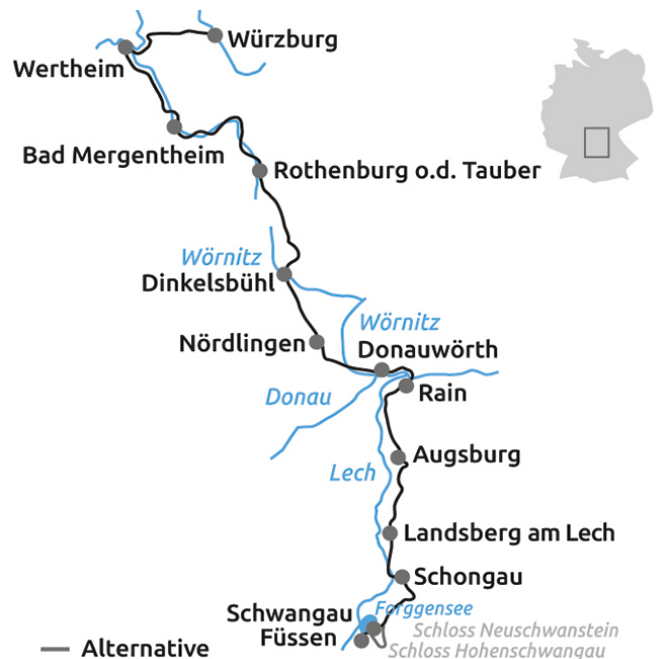 Würzburg
Wertheim
Bad Mergentheim
Rothenburg o.d. Tauber
Wörnitz
Dinkelsbühl
Wörnitz
Nördlingen
Donauwörth
Donau
Rain
Augsburg
Lech
Landsberg am Lech
Schongau
Forggensee
Schwangau
Füssen
Schloss Neuschwanstein
Schloss Hohenschwangau
Alternative